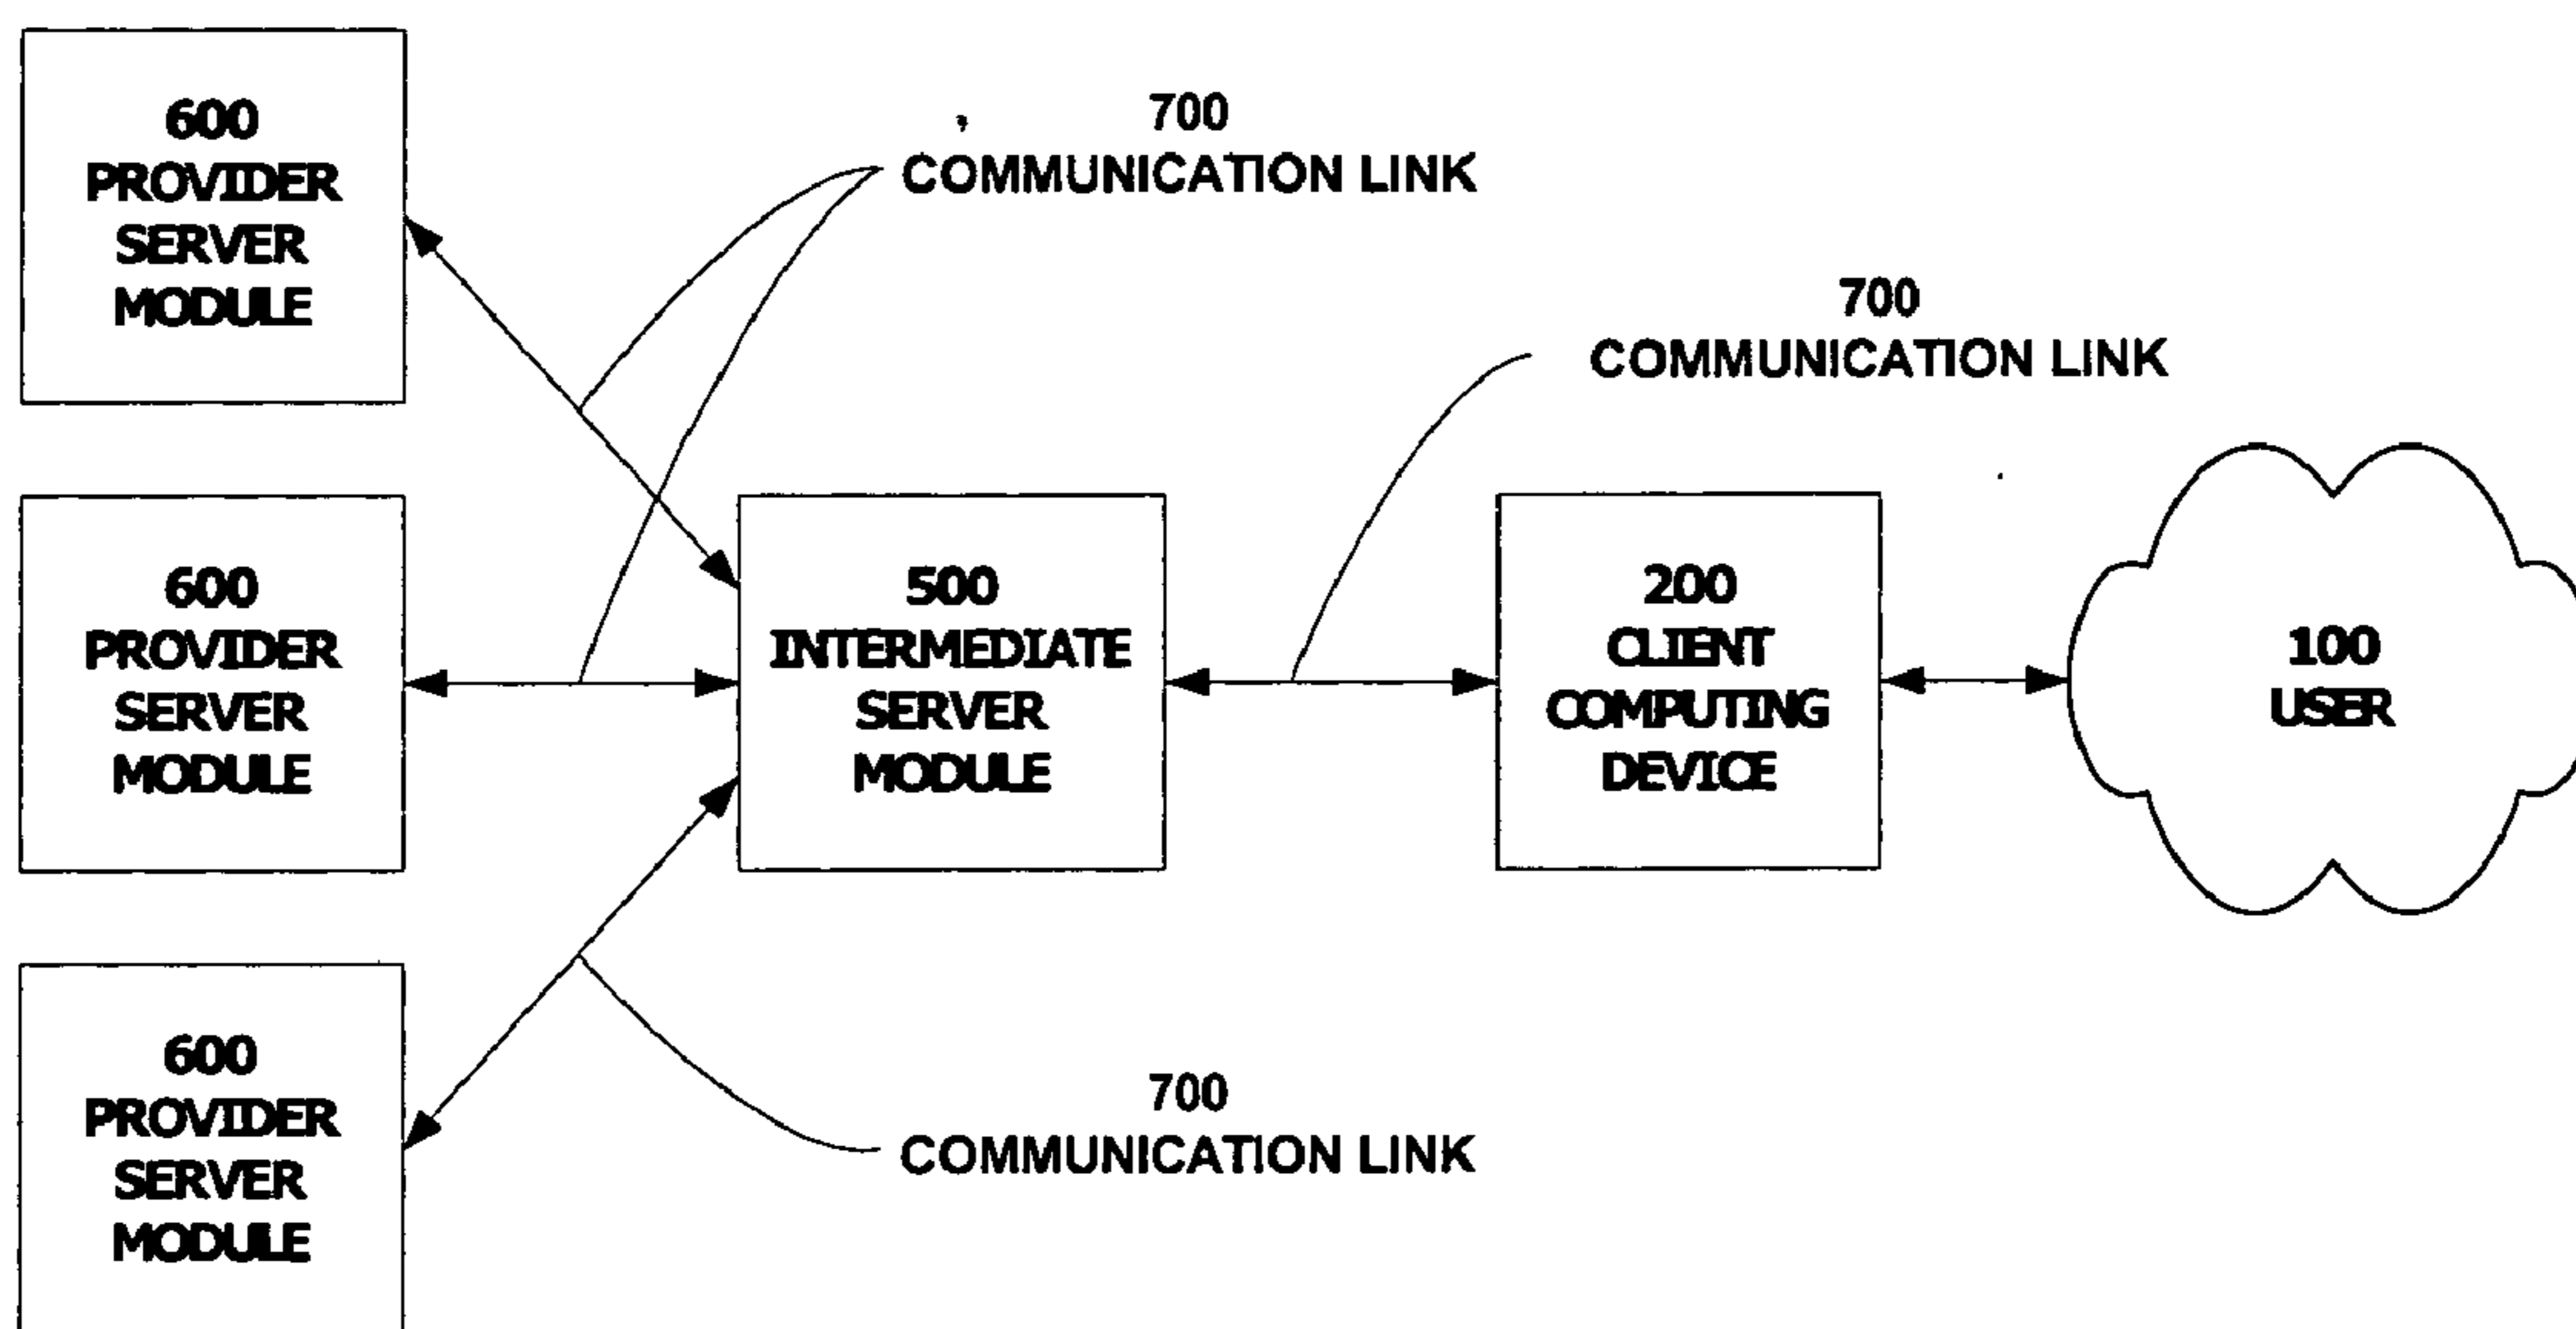 600
PROVIDER
SERVER
MODULE
700
COMMUNICATION LINK
700
COMMUNICATION LINK
600
PROVIDER
SERVER
MODULE
500
INTERMEDIATE
SERVER
MODULE
200
CLIENT
COMPUTING
DEVICE
100
USER
600
PROVIDER
SERVER
MODULE
700
COMMUNICATION LINK